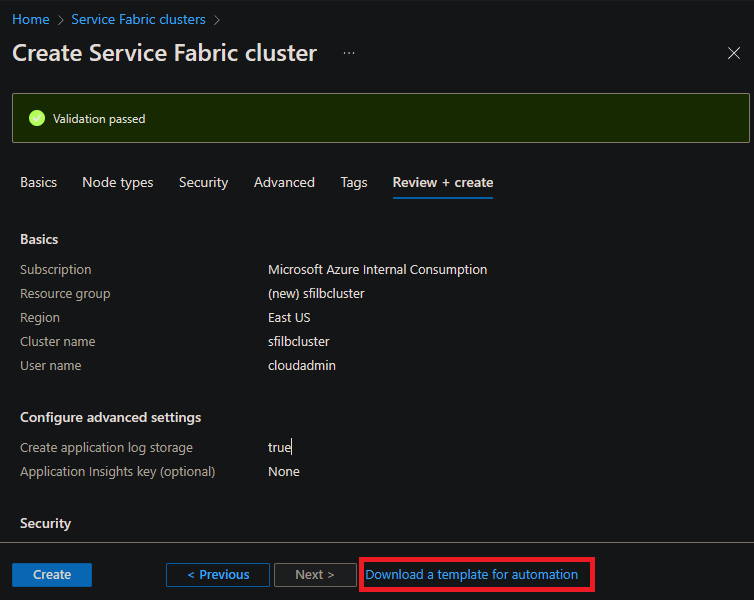 Home > Service Fabric clusters >
Create Service Fabric cluster ...
Validation passed
Basics Node types Security Advanced Tags Review + create
Basics
Subscription Microsoft Azure Internal Consumption
Resource group (new) sfilbcluster
Region East US
Cluster name sfilbcluster
User name cloudadmin
Configure advanced settings
Create application log storage true
Application Insights key (optional) None
Security
Create < Previous Next > Download a template for automation